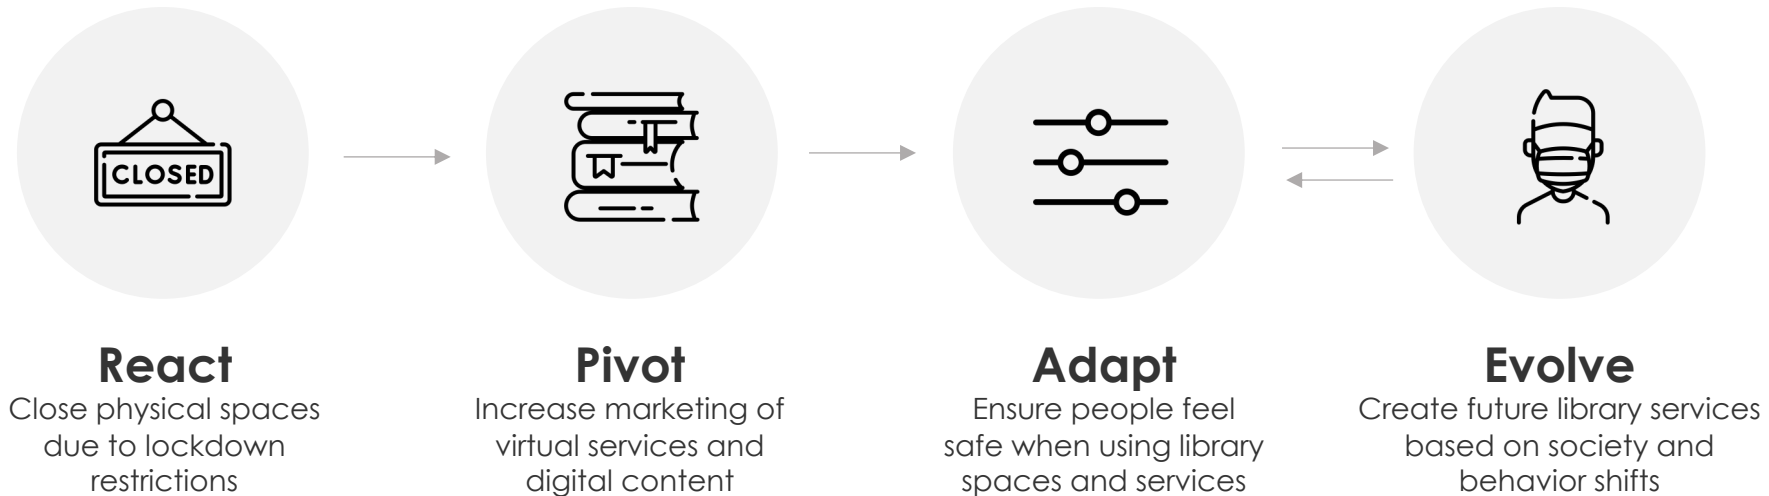 CLOSED
React
Close physical spaces
due to lockdown
restrictions
Pivot
Increase marketing of
virtual services and
digital content
Adapt
Ensure people feel
safe when using library
spaces and services
Evolve
Create future library services
based on society and
behavior shifts